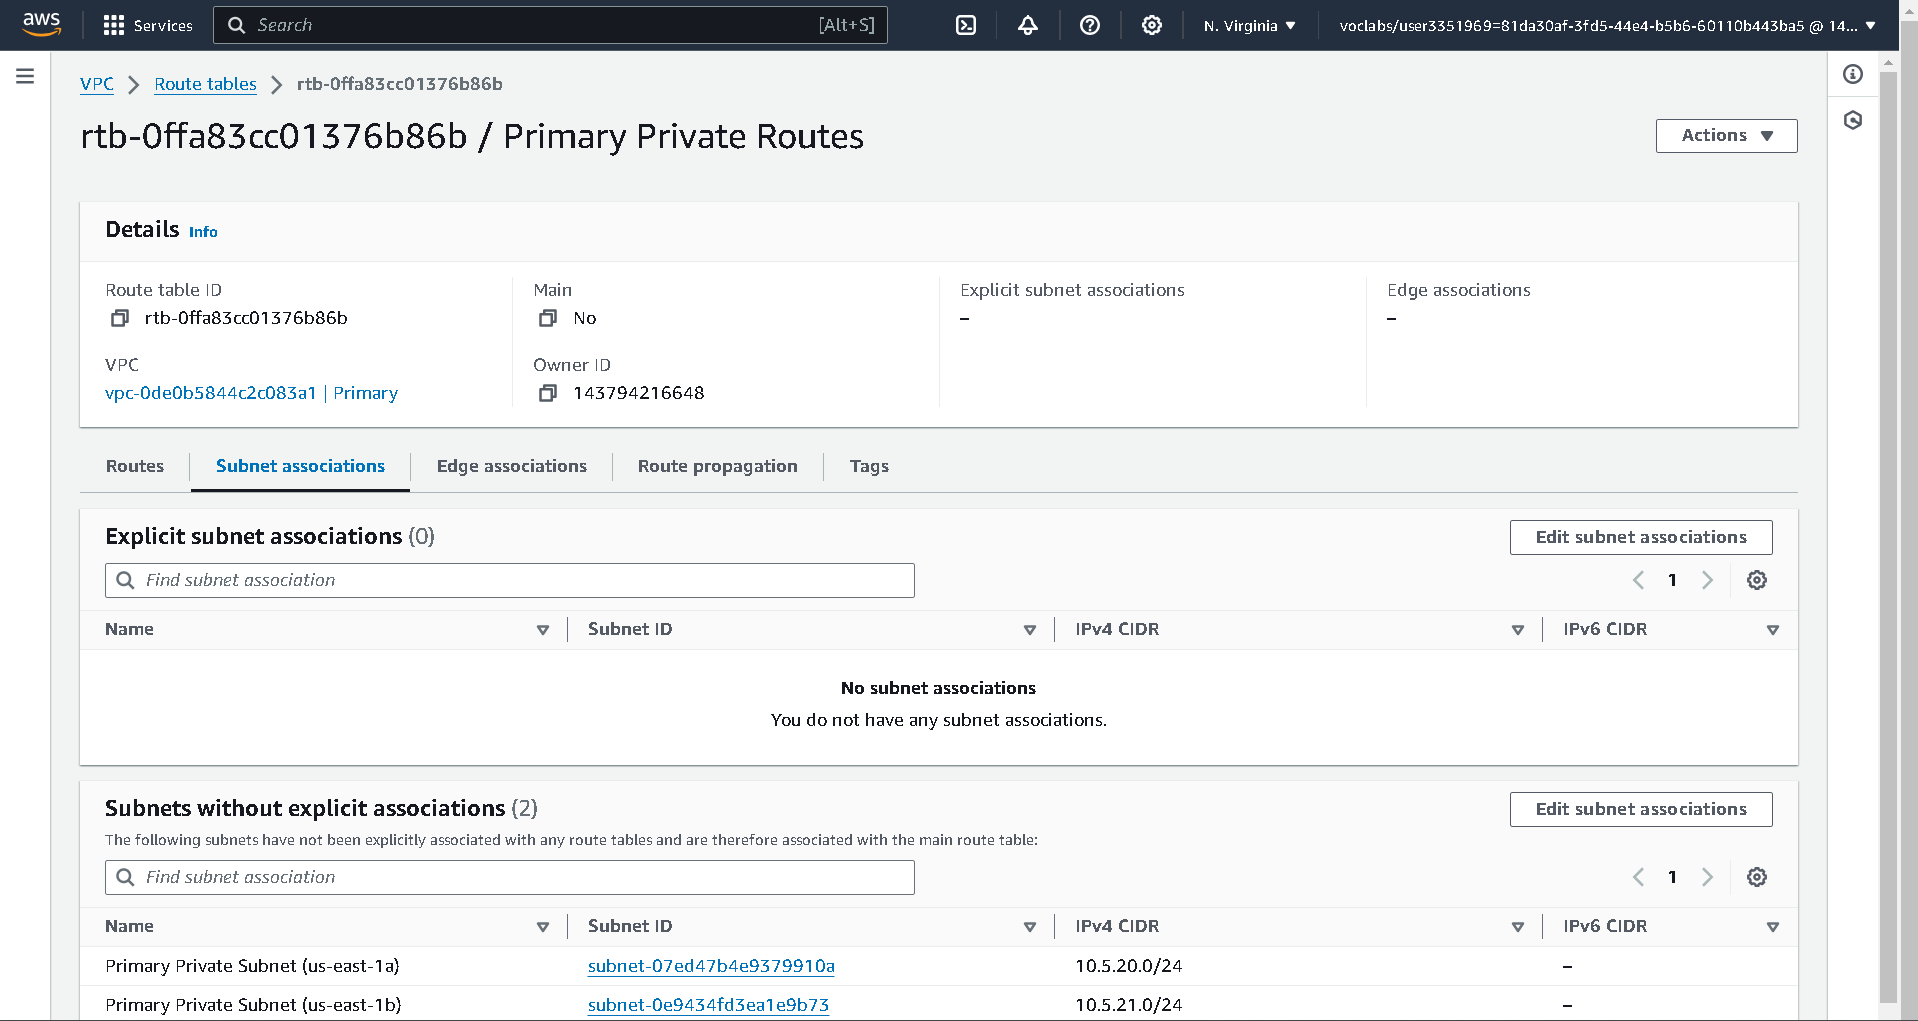 aws
Services
Search [Alt+S]
N. Virginia
voclabs/user3351969=81da30af-3fd5-44e4-b5b6-60110b443ba5 @ 14...
VPC > Route tables > rtb-0ffa83cc01376b86b
rtb-0ffa83cc01376b86b / Primary Private Routes
Actions
Details Info
Route table ID
rtb-0ffa83cc01376b86b
Main
No
Explicit subnet associations
–
Edge associations
–
VPC
vpc-0de0b5844c2c083a1 | Primary
Owner ID
143794216648
Routes
Subnet associations
Edge associations
Route propagation
Tags
Explicit subnet associations (0)
Edit subnet associations
Find subnet association
1
Name Subnet ID IPv4 CIDR IPv6 CIDR
No subnet associations
You do not have any subnet associations.
Subnets without explicit associations (2)
Edit subnet associations
The following subnets have not been explicitly associated with any route tables and are therefore associated with the main route table:
Find subnet association
1
Name Subnet ID IPv4 CIDR IPv6 CIDR
Primary Private Subnet (us-east-1a) subnet-07ed47b4e9379910a 10.5.20.0/24 –
Primary Private Subnet (us-east-1b) subnet-0e9434fd3ea1e9b73 10.5.21.0/24 –